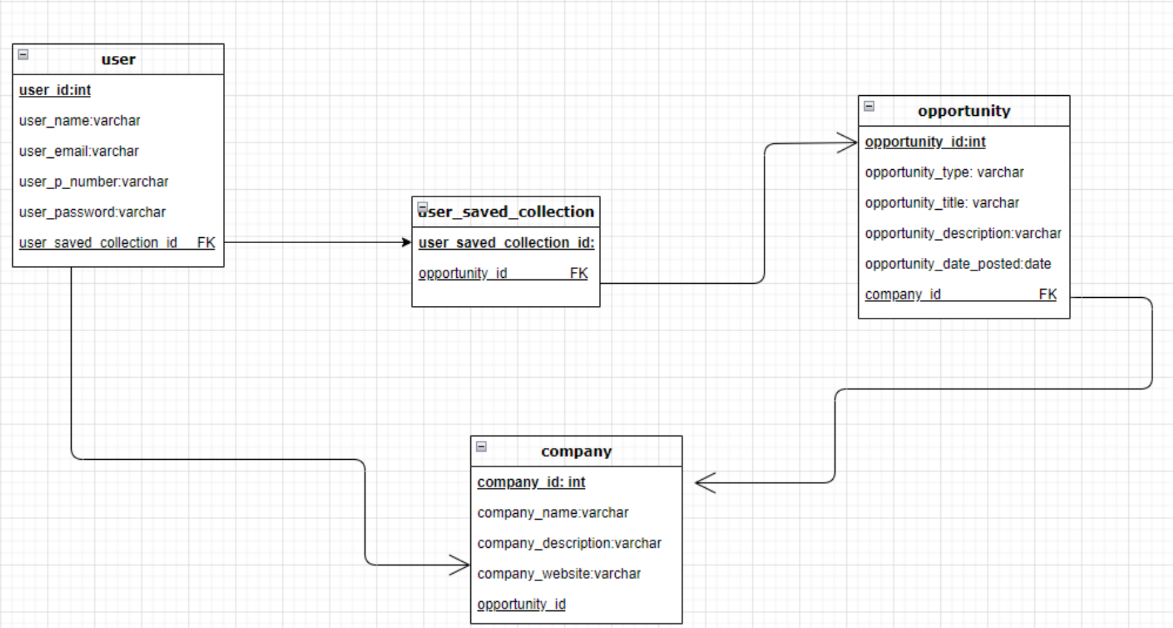 user
user_id:int
user_name:varchar
user_email:varchar
user_p_number:varchar
user_password:varchar
user_saved_collection_id FK
user_saved_collection
user_saved_collection_id:
opportunity_id FK
opportunity
opportunity_id:int
opportunity_type: varchar
opportunity_title: varchar
opportunity_description:varchar
opportunity_date_posted:date
company_id FK
company
company_id: int
company_name:varchar
company_description:varchar
company_website:varchar
opportunity_id